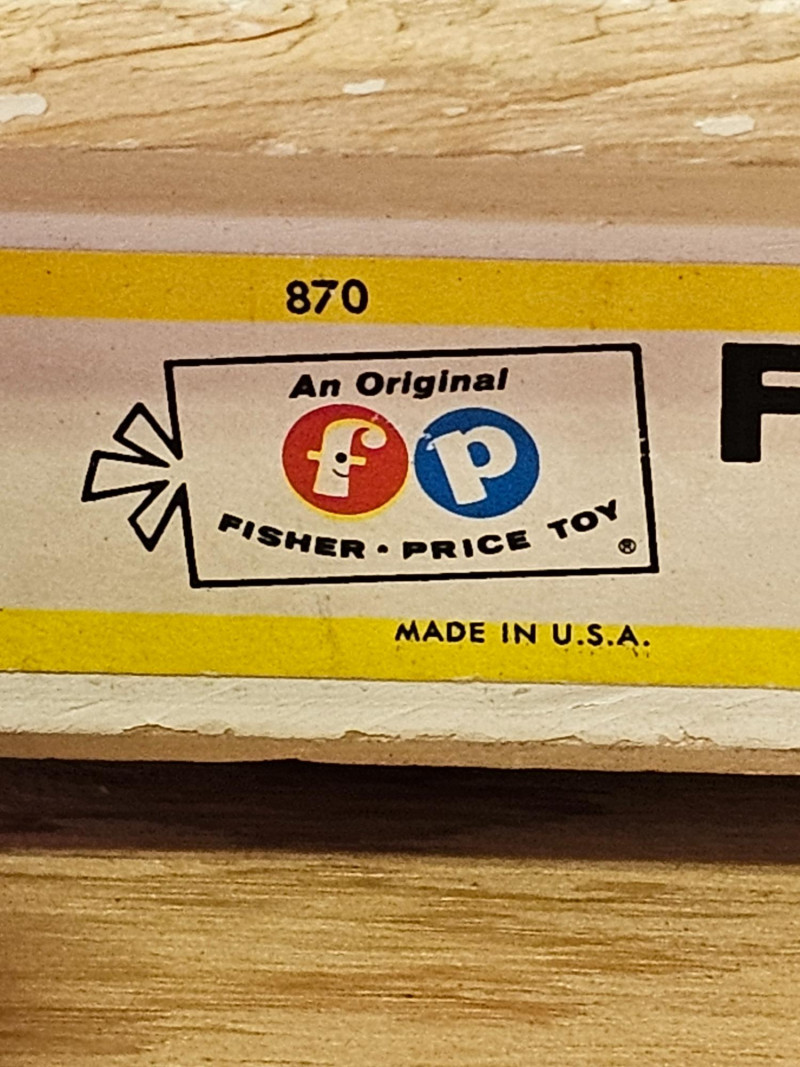 870
An Original
fp
FISHER · PRICE TOY
®
F
MADE IN U.S.A.